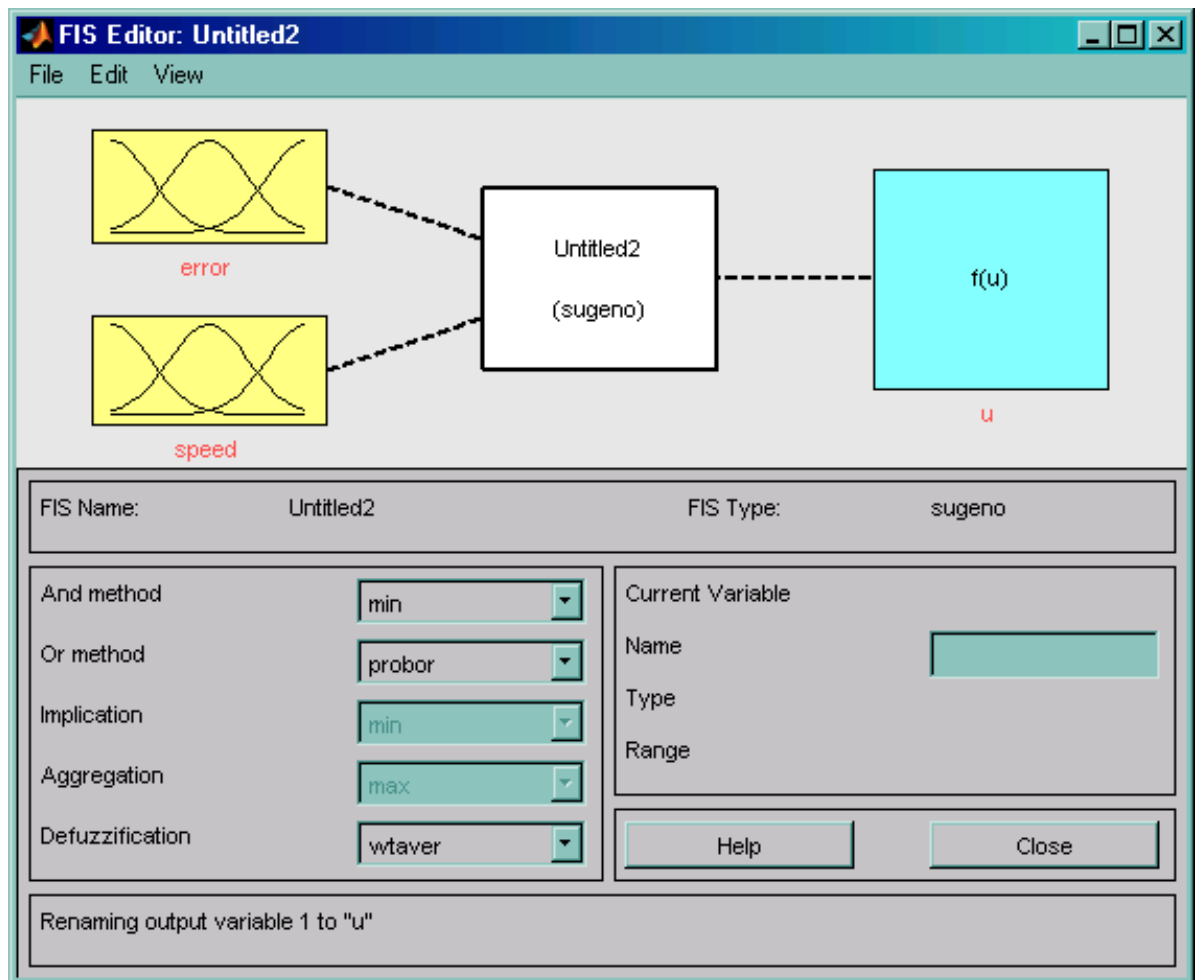 FIS Editor: Untitled2
File Edit View
error
speed
Untitled2
(sugeno)
f(u)
u
FIS Name: Untitled2 FIS Type: sugeno
And method min
Or method probor
Implication min
Aggregation max
Defuzzification wtaver
Current Variable
Name
Type
Range
Help Close
Renaming output variable 1 to "u"